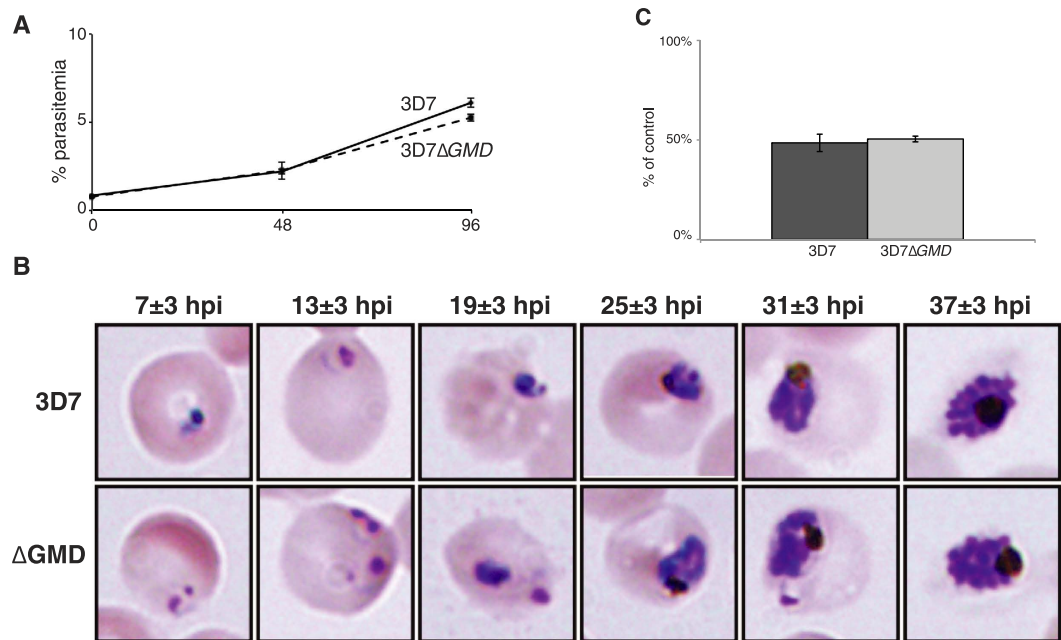 A
10
% parasitemia
5
0
3D7
3D7ΔGMD
0 48 96
C
100%
% of control
50%
0%
3D7 3D7ΔGMD
B
7±3 hpi 13±3 hpi 19±3 hpi 25±3 hpi 31±3 hpi 37±3 hpi
3D7
ΔGMD